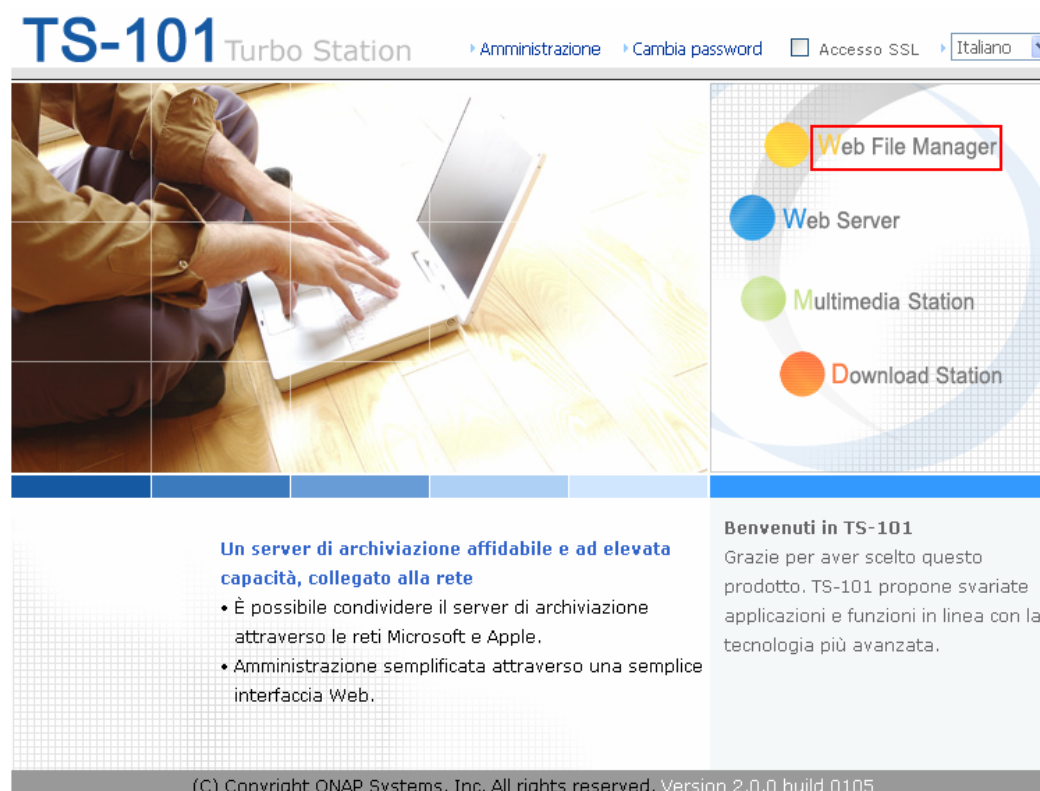 TS-101 Turbo Station
Amministrazione Cambia password Accesso SSL Italiano
Web File Manager
Web Server
Multimedia Station
Download Station
Un server di archiviazione affidabile e ad elevata
capacità, collegato alla rete
• È possibile condividere il server di archiviazione
attraverso le reti Microsoft e Apple.
• Amministrazione semplificata attraverso una semplice
interfaccia Web.
Benvenuti in TS-101
Grazie per aver scelto questo
prodotto. TS-101 propone svariate
applicazioni e funzioni in linea con la
tecnologia più avanzata.
(C) Copyright QNAP Systems, Inc. All rights reserved. Version 2.0.0 build 0105